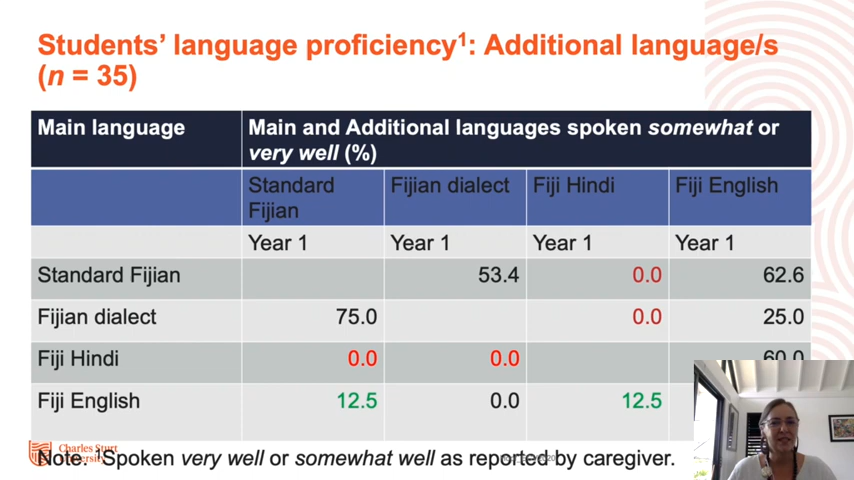 Students' language proficiency¹: Additional language/s
(n = 35)
Main language
Main and Additional languages spoken somewhat or
very well (%)
Standard
Fijian
Fijian dialect
Fiji Hindi
Fiji English
Year 1
Year 1
Year 1
Year 1
Standard Fijian
53.4
0.0
62.6
Fijian dialect
75.0
0.0
25.0
Fiji Hindi
0.0
0.0
60.0
Fiji English
12.5
0.0
12.5
Charles Sturt
University
Note. ¹Spoken very well or somewhat well as reported by caregiver.